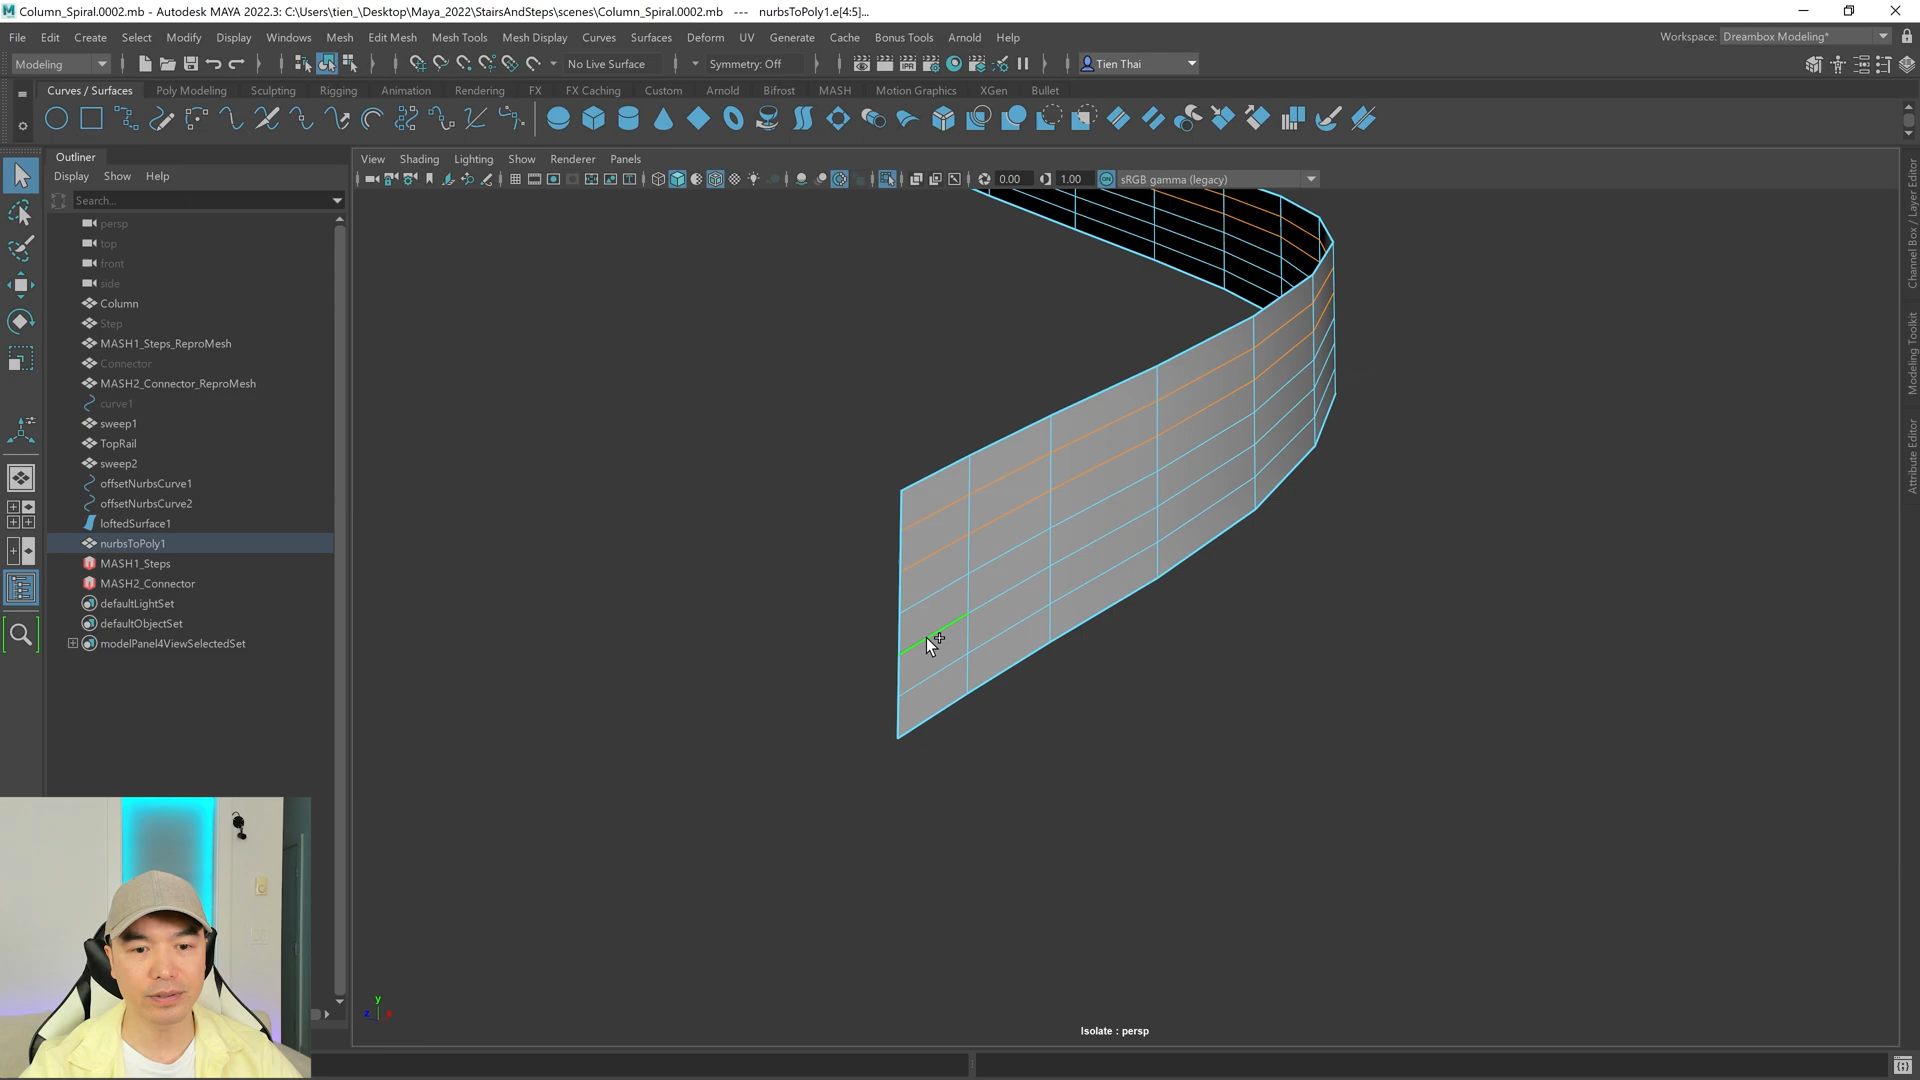 Column_Spiral.0002.mb - Autodesk MAYA 2022.3: C:\Users\tien_\Desktop\Maya_2022\StairsAndSteps\scenes\Column_Spiral.0002.mb --- nurbsToPoly1.e[4:5]...
File Edit Create Select Modify Display Windows Mesh Edit Mesh Mesh Tools Mesh Display Curves Surfaces Deform UV Generate Cache Bonus Tools Arnold Help Workspace: Dreambox Modeling*
Modeling No Live Surface Symmetry: Off Tien Thai
Curves / Surfaces Poly Modeling Sculpting Rigging Animation Rendering FX FX Caching Custom Arnold Bifrost MASH Motion Graphics XGen Bullet
Outliner
Display Show Help
Search...
persp
top
front
side
Column
Step
MASH1_Steps_ReproMesh
Connector
MASH2_Connector_ReproMesh
curve1
sweep1
TopRail
sweep2
offsetNurbsCurve1
offsetNurbsCurve2
loftedSurface1
nurbsToPoly1
MASH1_Steps
MASH2_Connector
defaultLightSet
defaultObjectSet
modelPanel4ViewSelectedSet
View Shading Lighting Show Renderer Panels
0.00 1.00 ON sRGB gamma (legacy)
y
z x
Isolate : persp
Channel Box / Layer Editor
Modeling Toolkit
Attribute Editor